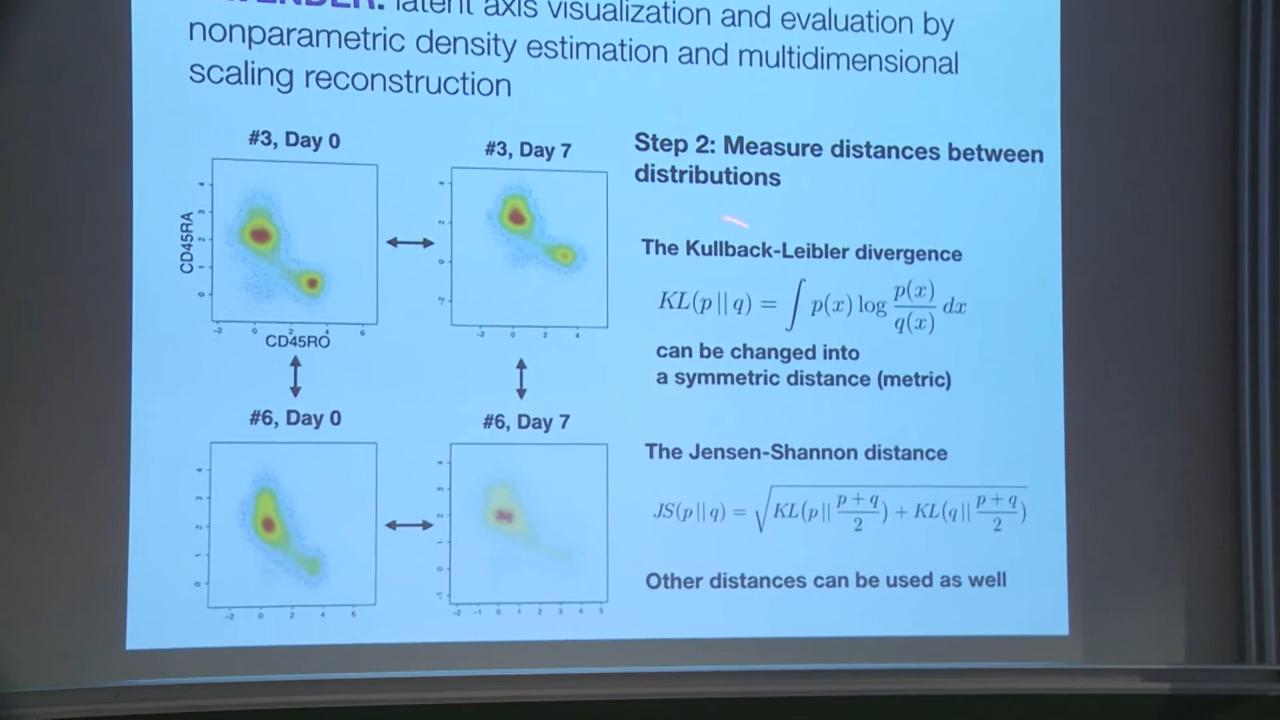 latent axis visualization and evaluation by
nonparametric density estimation and multidimensional
scaling reconstruction
#3, Day 0
#3, Day 7
Step 2: Measure distances between
distributions
CD45RA
CD45RO
The Kullback-Leibler divergence
KL(p || q) = ∫ p(x) log p(x)/q(x) dx
can be changed into
a symmetric distance (metric)
#6, Day 0
#6, Day 7
The Jensen-Shannon distance
JS(p || q) = √KL(p || p + q/2) + KL(q || p + q/2)
Other distances can be used as well